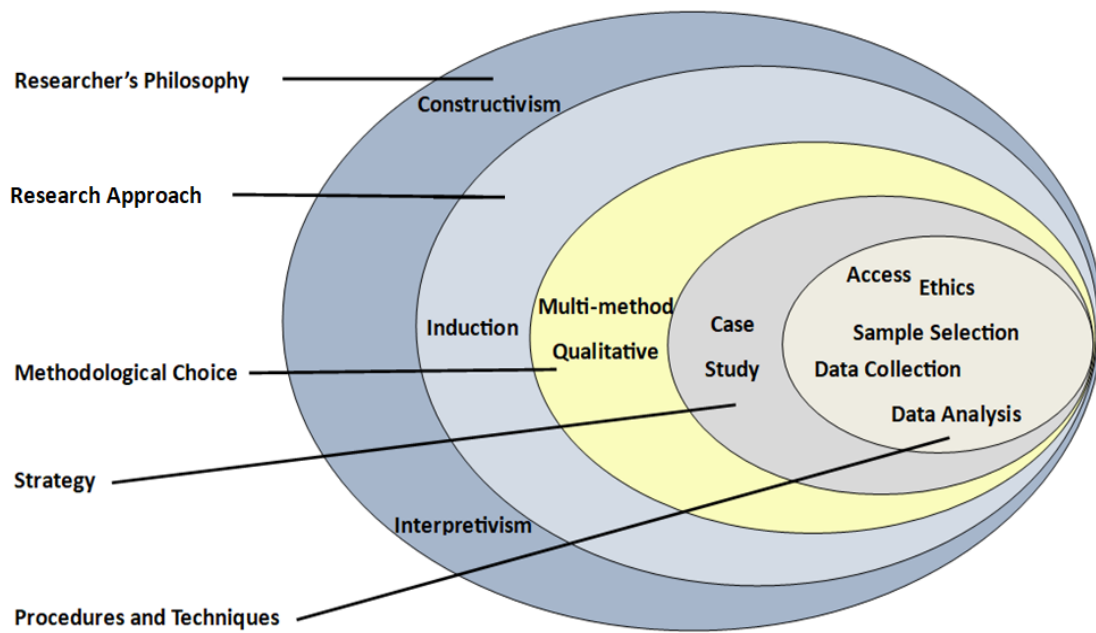 Researcher's Philosophy
Constructivism
Research Approach
Induction
Multi-method
Qualitative
Case
Study
Access
Ethics
Sample Selection
Data Collection
Data Analysis
Methodological Choice
Strategy
Interpretivism
Procedures and Techniques